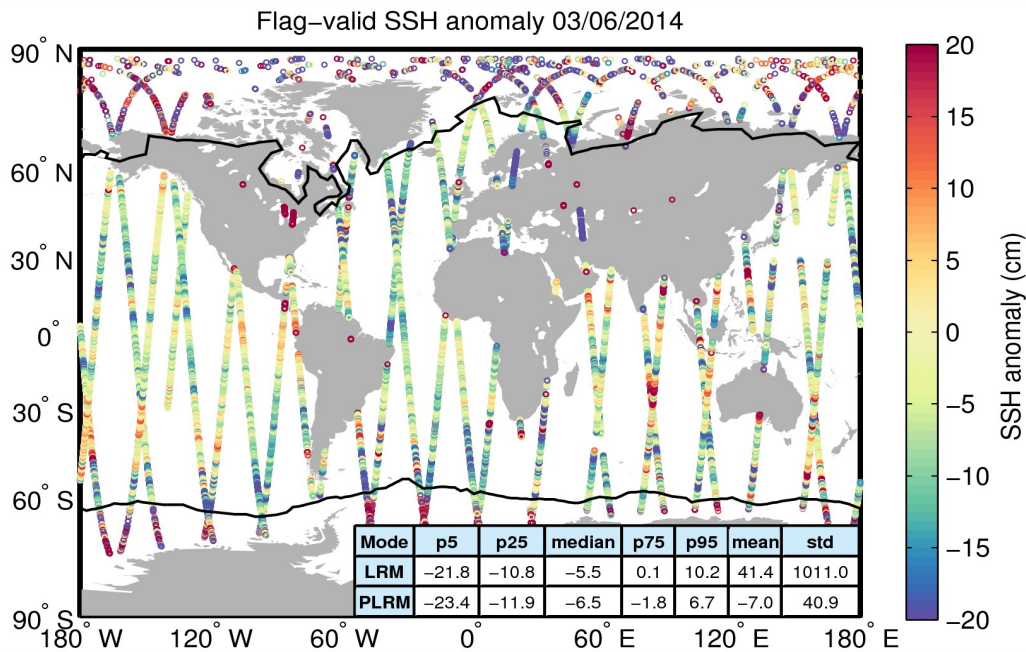 Flag−valid SSH anomaly 03/06/2014
90° N
60° N
30° N
0°
30° S
60° S
90° S
180° W 120° W 60° W 0° 60° E 120° E 180° E
Mode p5 p25 median p75 p95 mean std
LRM −21.8 −10.8 −5.5 0.1 10.2 41.4 1011.0
PLRM −23.4 −11.9 −6.5 −1.8 6.7 −7.0 40.9
20
15
10
5
0
−5
−10
−15
−20
SSH anomaly (cm)